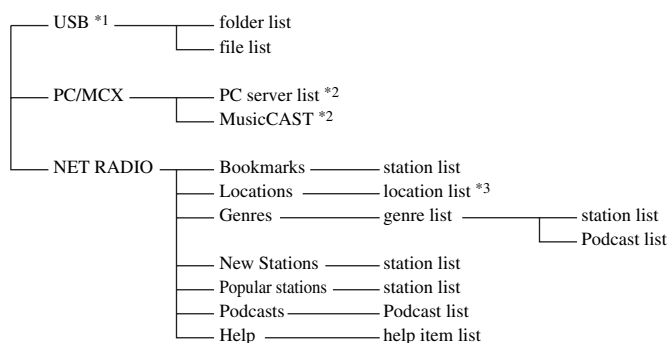 USB *1 folder list
file list
PC/MCX PC server list *2
MusicCAST *2
NET RADIO Bookmarks station list
Locations location list *3
Genres genre list station list
Podcast list
New Stations station list
Popular stations station list
Podcasts Podcast list
Help help item list